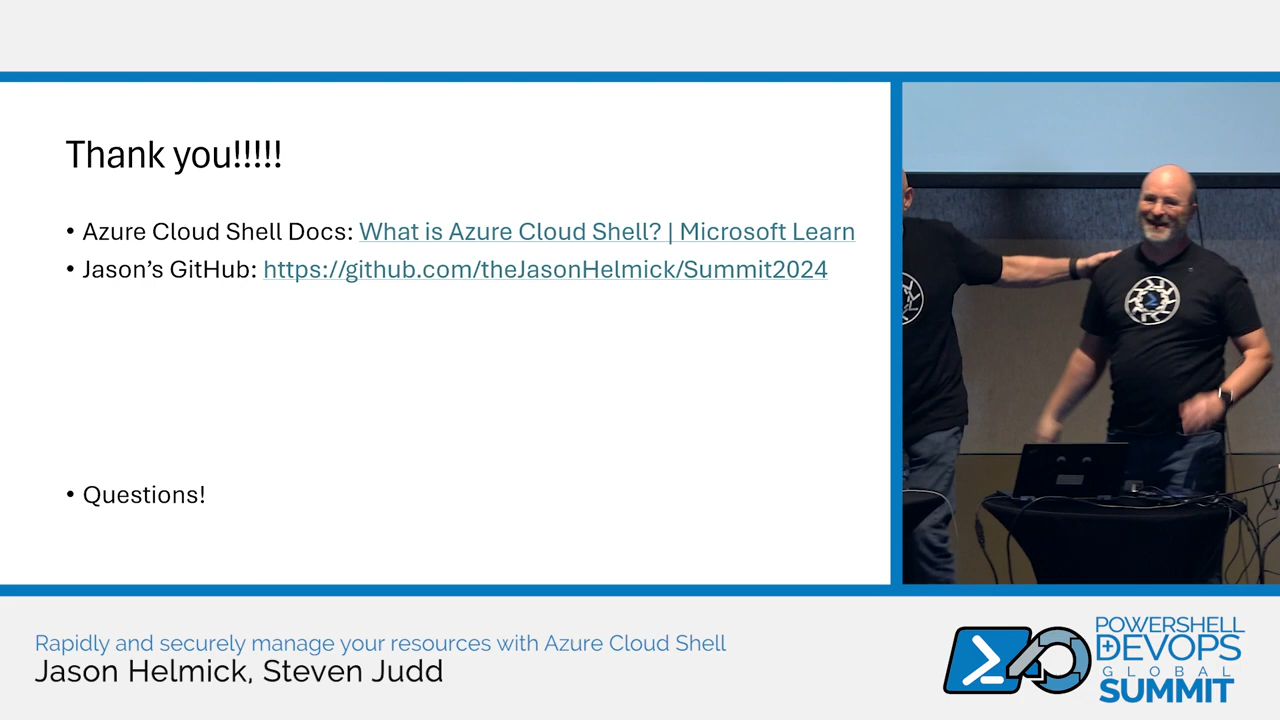 Thank you!!!!!
• Azure Cloud Shell Docs: What is Azure Cloud Shell? | Microsoft Learn
• Jason’s GitHub: https://github.com/theJasonHelmick/Summit2024
• Questions!
Rapidly and securely manage your resources with Azure Cloud Shell
Jason Helmick, Steven Judd
POWERSHELL
DEVOPS
GLOBAL
SUMMIT